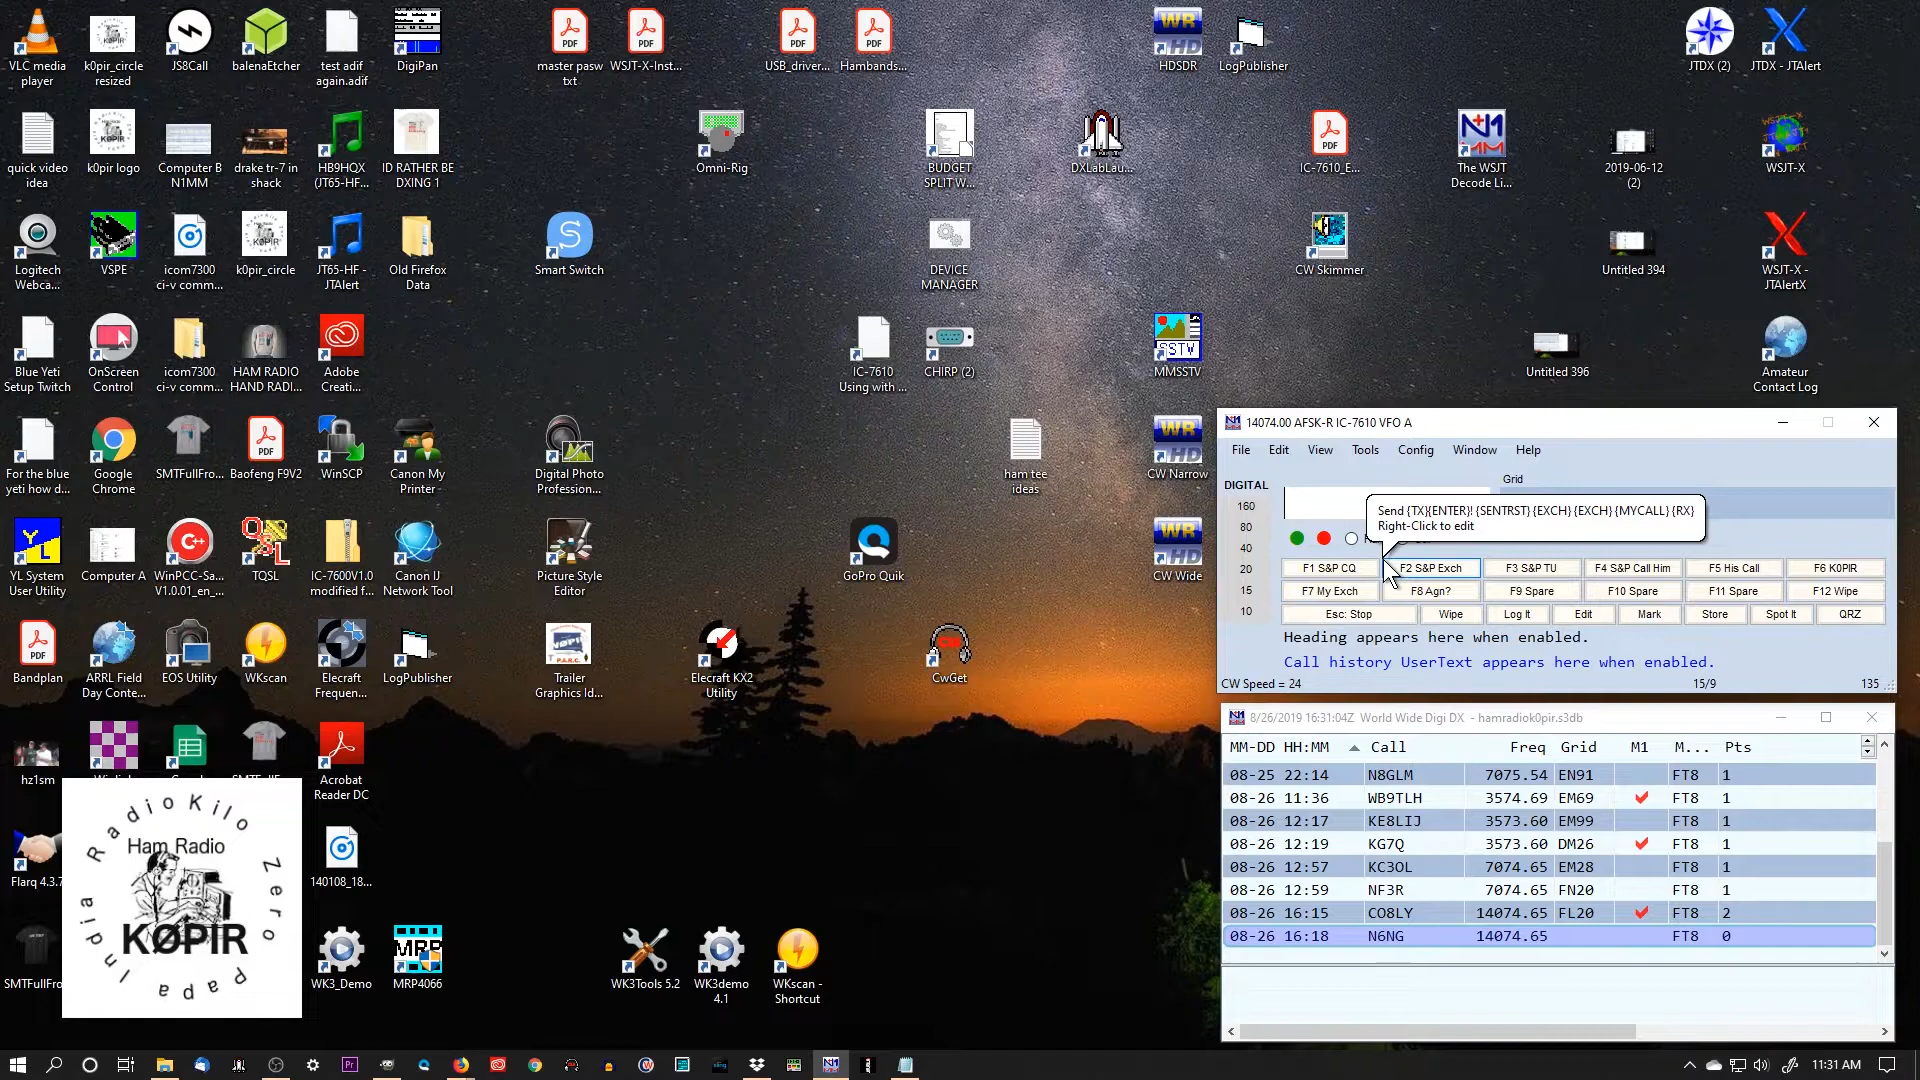 VLC media
player
k0pir_circle
resized
JS8Call
balenaEtcher
test adif
again.adif
DigiPan
master pasw
txt
WSJT-X-Inst...
USB_driver...
Hambands...
HDSDR
LogPublisher
JTDX (2)
JTDX - JTAlert
quick video
idea
k0pir logo
Computer B
N1MM
drake tr-7 in
shack
HB9HQX
(JT65-HF...
ID RATHER BE
DXING 1
Omni-Rig
BUDGET
SPLIT W...
DXLabLau...
IC-7610_E...
The WSJT
Decode Li...
2019-06-12
(2)
WSJT-X
Logitech
Webca...
VSPE
icom7300
ci-v comm...
k0pir_circle
JT65-HF -
JTAlert
Old Firefox
Data
Smart Switch
DEVICE
MANAGER
CW Skimmer
Untitled 394
WSJT-X -
JTAlertX
Blue Yeti
Setup Twitch
OnScreen
Control
icom7300
ci-v comm...
HAM RADIO
HAND RADI...
Adobe
Creati...
IC-7610
Using with ...
CHIRP (2)
MMSSTV
Untitled 396
Amateur
Contact Log
For the blue
yeti how d...
Google
Chrome
SMTFullFro...
Baofeng F9V2
WinSCP
Canon My
Printer
Digital Photo
Profession...
ham tee
ideas
CW Narrow
YL System
User Utility
Computer A
WinPCC-Sa...
V1.0.01_en_...
TQSL
IC-7600V1.0
modified f...
Canon IJ
Network Tool
Picture Style
Editor
GoPro Quik
CW Wide
Bandplan
ARRL Field
Day Conte...
EOS Utility
WKscan
Elecraft
Frequen...
LogPublisher
Trailer
Graphics Id...
Elecraft KX2
Utility
CwGet
hz1sm
Acrobat
Reader DC
Flarq 4.3.7
140108_18...
SMTFullFro
WK3_Demo
MRP4066
WK3Tools 5.2
WK3demo
4.1
WKscan -
Shortcut
Radio Kilo Zero Papa India
Ham Radio
KØPIR
14074.00 AFSK-R IC-7610 VFO A
File Edit View Tools Config Window Help
DIGITAL
Grid
160
80
40
20
15
10
Send {TX}{ENTER}! {SENTRST} {EXCH} {EXCH} {MYCALL} {RX}
Right-Click to edit
F1 S&P CQ F2 S&P Exch F3 S&P TU F4 S&P Call Him F5 His Call F6 K0PIR
F7 My Exch F8 Agn? F9 Spare F10 Spare F11 Spare F12 Wipe
Esc: Stop Wipe Log It Edit Mark Store Spot It QRZ
Heading appears here when enabled.
Call history UserText appears here when enabled.
CW Speed = 24 15/9 135
8/26/2019 16:31:04Z World Wide Digi DX - hamradiok0pir.s3db
MM-DD HH:MM Call Freq Grid M1 M... Pts
08-25 22:14 N8GLM 7075.54 EN91 FT8 1
08-26 11:36 WB9TLH 3574.69 EM69 FT8 1
08-26 12:17 KE8LIJ 3573.60 EM99 FT8 1
08-26 12:19 KG7Q 3573.60 DM26 FT8 1
08-26 12:57 KC3OL 7074.65 EM28 FT8 1
08-26 12:59 NF3R 7074.65 FN20 FT8 1
08-26 16:15 CO8LY 14074.65 FL20 FT8 2
08-26 16:18 N6NG 14074.65 FT8 0
11:31 AM